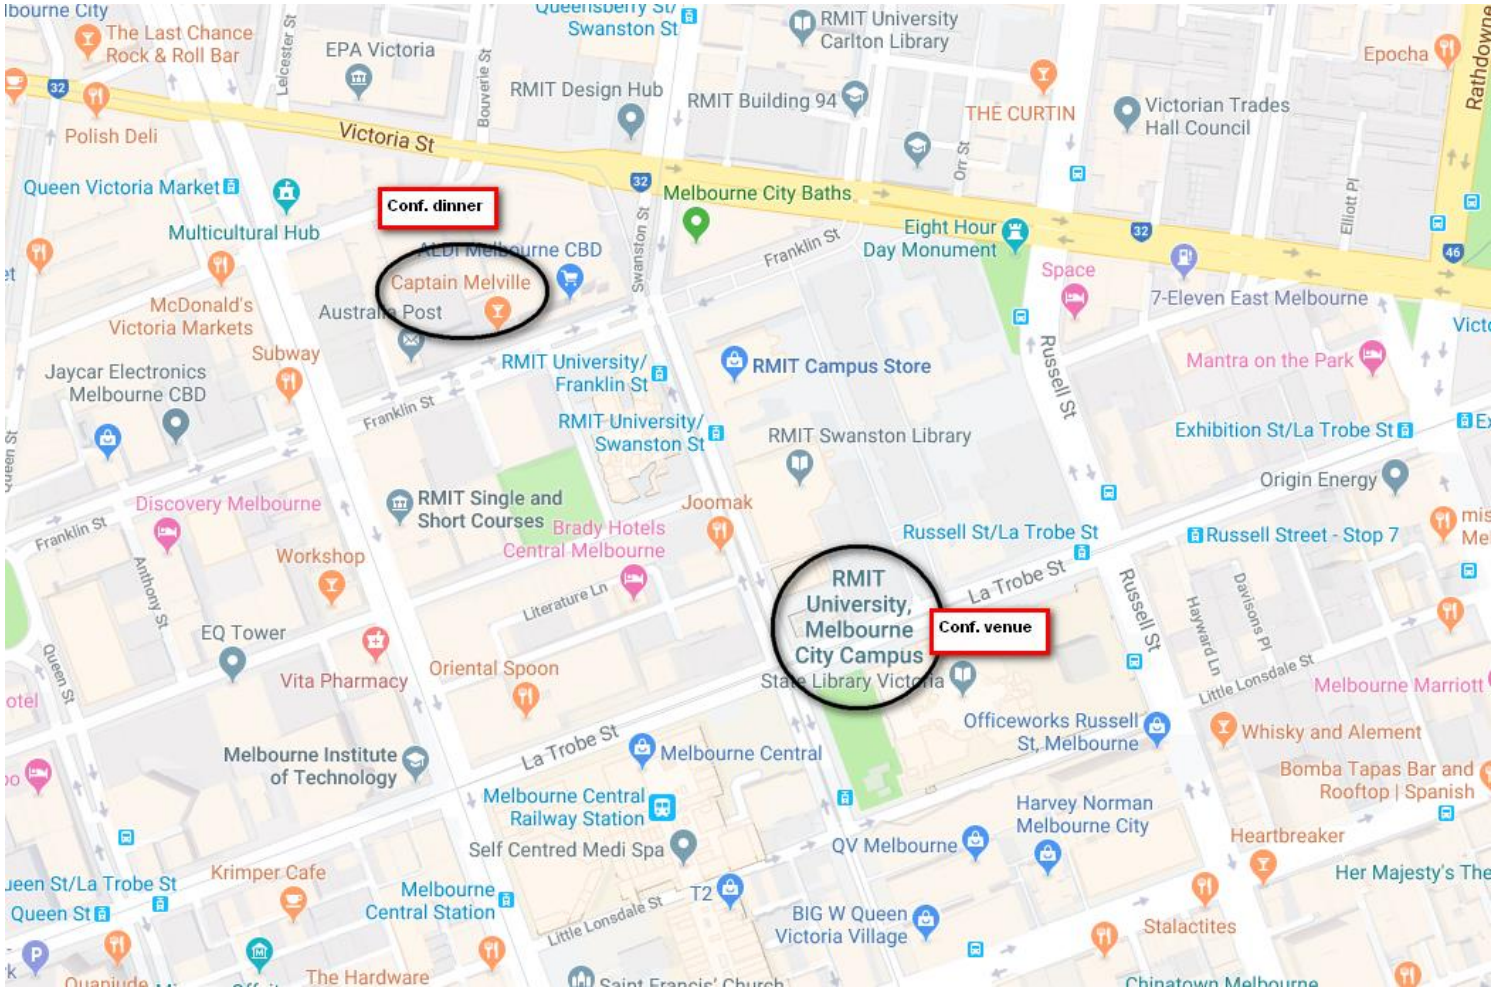 lbourne City
The Last Chance
Rock & Roll Bar
Leicester St
EPA Victoria
Bouverie St
Queensberry St/
Swanston St
RMIT University
Carlton Library
Epocha
Rathdowne
32
Polish Deli
Victoria St
RMIT Design Hub
RMIT Building 94
THE CURTIN
Victorian Trades
Hall Council
Orr St
Elliott Pl
Queen Victoria Market
Multicultural Hub
Conf. dinner
32
Melbourne City Baths
Swanston St
Franklin St
Eight Hour
Day Monument
32
46
ALDI Melbourne CBD
Captain Melville
Australia Post
McDonald's
Victoria Markets
Subway
Space
7-Eleven East Melbourne
Victo
Jaycar Electronics
Melbourne CBD
RMIT University/
Franklin St
RMIT Campus Store
Russell St
Mantra on the Park
Franklin St
RMIT University/
Swanston St
RMIT Swanston Library
Exhibition St/La Trobe St
Ex
Queen St
Origin Energy
Discovery Melbourne
RMIT Single and
Short Courses
Joomak
Franklin St
Brady Hotels
Central Melbourne
Russell St/La Trobe St
Russell Street - Stop 7
mis
Mel
Workshop
Anthony St
Literature Ln
RMIT
University,
Melbourne
City Campus
La Trobe St
Conf. venue
Russell St
Hayward Ln
Davisons Pl
EQ Tower
Queen St
Vita Pharmacy
Oriental Spoon
State Library Victoria
Little Lonsdale St
Melbourne Marriott
otel
Officeworks Russell
St, Melbourne
Whisky and Alement
La Trobe St
Melbourne Central
Melbourne Institute
of Technology
oo
Bomba Tapas Bar and
Rooftop | Spanish
Melbourne Central
Railway Station
Harvey Norman
Melbourne City
Self Centred Medi Spa
QV Melbourne
Heartbreaker
Krimper Cafe
Her Majesty's The
ueen St/La Trobe St
Queen St
Melbourne
Central Station
T2
Little Lonsdale St
BIG W Queen
Victoria Village
Stalactites
P
The Hardware
Saint Francis' Church
Chinatown Melbourne